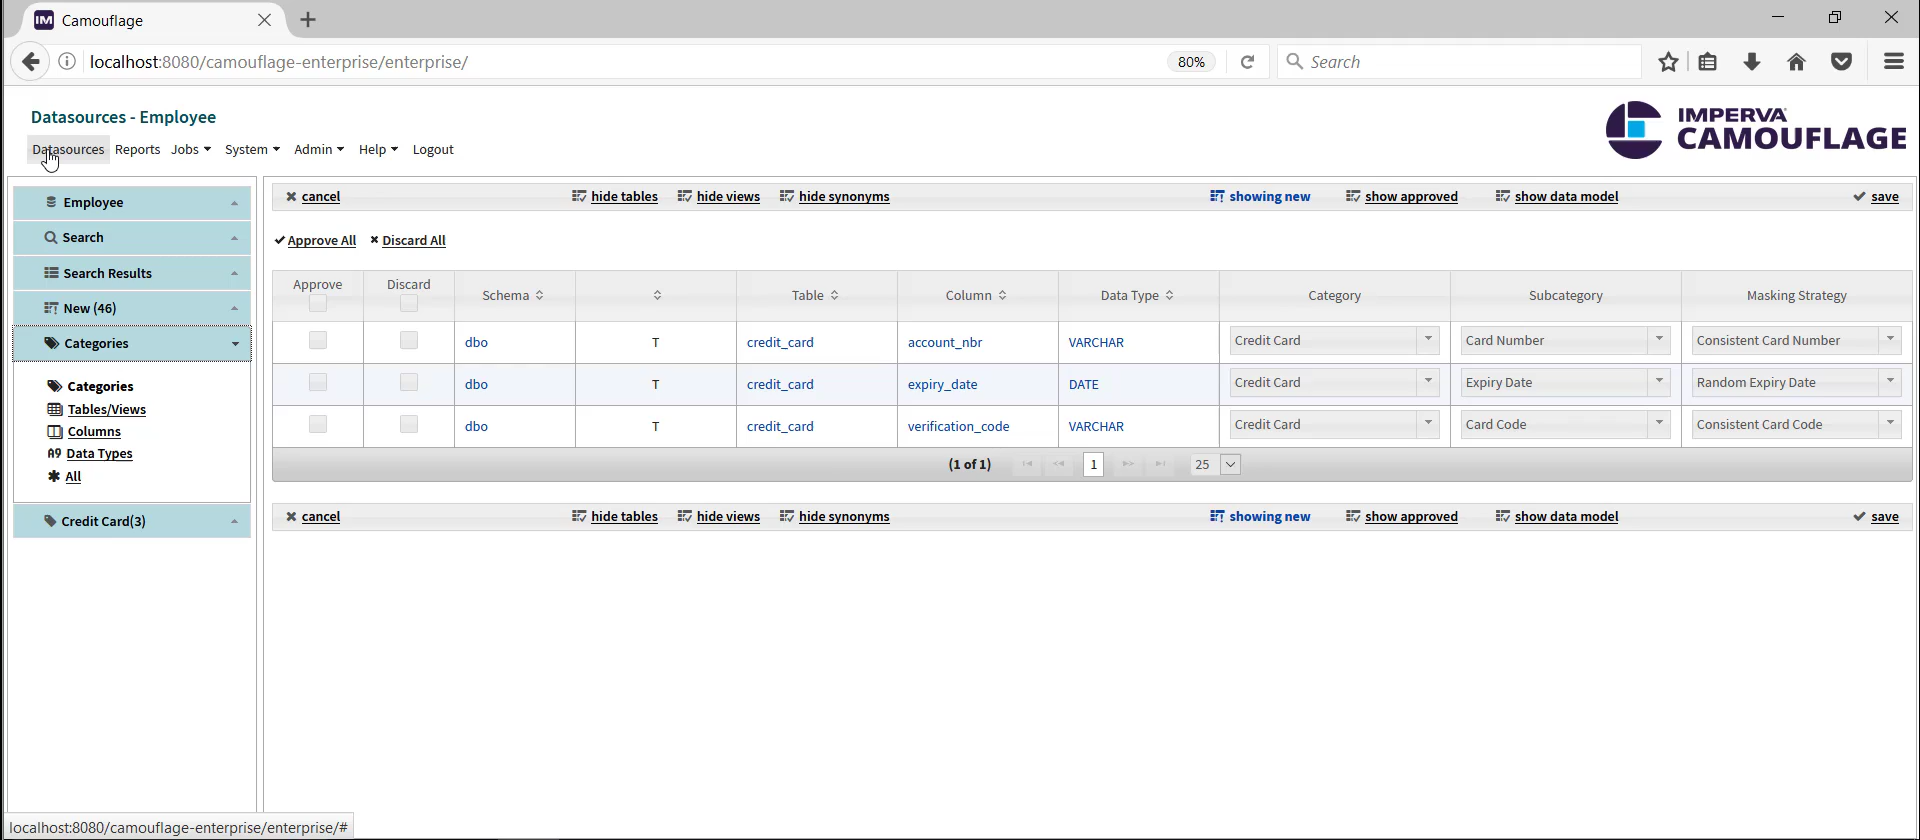 Camouflage
localhost:8080/camouflage-enterprise/enterprise/
80%
Search
Datasources - Employee
IMPERVA
CAMOUFLAGE
Datasources Reports Jobs System Admin Help Logout
Employee
Search
Search Results
New (46)
Categories
Categories
Tables/Views
Columns
A9 Data Types
All
Credit Card(3)
cancel hide tables hide views hide synonyms showing new show approved show data model save
Approve All Discard All
Approve Discard Schema Table Column Data Type Category Subcategory Masking Strategy
dbo T credit_card account_nbr VARCHAR Credit Card Card Number Consistent Card Number
dbo T credit_card expiry_date DATE Credit Card Expiry Date Random Expiry Date
dbo T credit_card verification_code VARCHAR Credit Card Card Code Consistent Card Code
(1 of 1) 1 25
cancel hide tables hide views hide synonyms showing new show approved show data model save
localhost:8080/camouflage-enterprise/enterprise/#